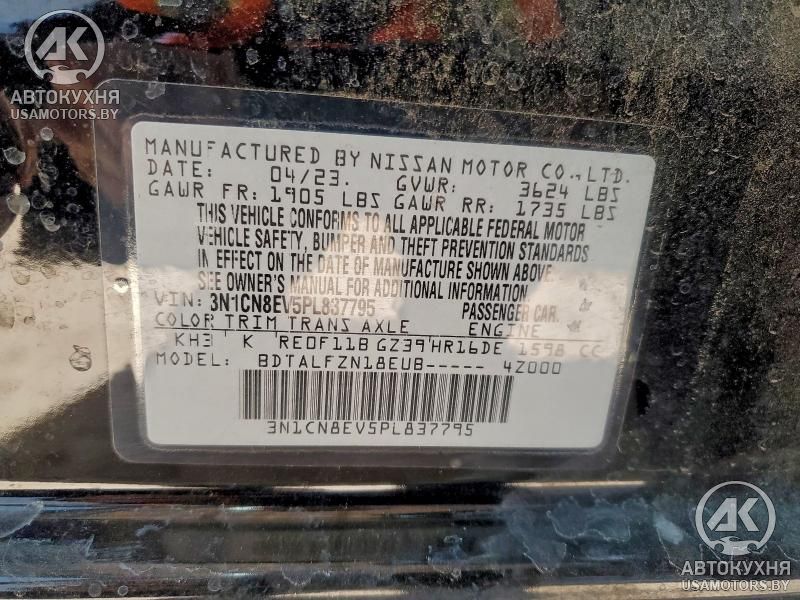 AK
АВТОКУХНЯ
USAMOTORS.BY
MANUFACTURED BY NISSAN MOTOR CO., LTD.
DATE: 04/23. GVWR: 3624 LBS
GAWR FR: 1905 LBS GAWR RR: 1735 LBS
THIS VEHICLE CONFORMS TO ALL APPLICABLE FEDERAL MOTOR
VEHICLE SAFETY, BUMPER AND THEFT PREVENTION STANDARDS
IN EFFECT ON THE DATE OF MANUFACTURE SHOWN ABOVE.
SEE OWNER'S MANUAL FOR ADDITIONAL INFORMATION.
VIN: 3N1CN8EV5PL837795 PASSENGER CAR
COLOR TRIM TRANS AXLE ENGINE
KH3 K RE0F11B GZ39 HR16DE 1598 CC
MODEL: BDTALFZN18EUB----- 4Z000
3N1CN8EV5PL837795
AK
АВТОКУХНЯ
USAMOTORS.BY